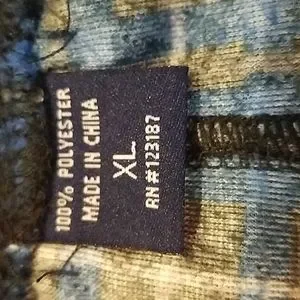 100% POLYESTER
MADE IN CHINA
XL
RN#123187